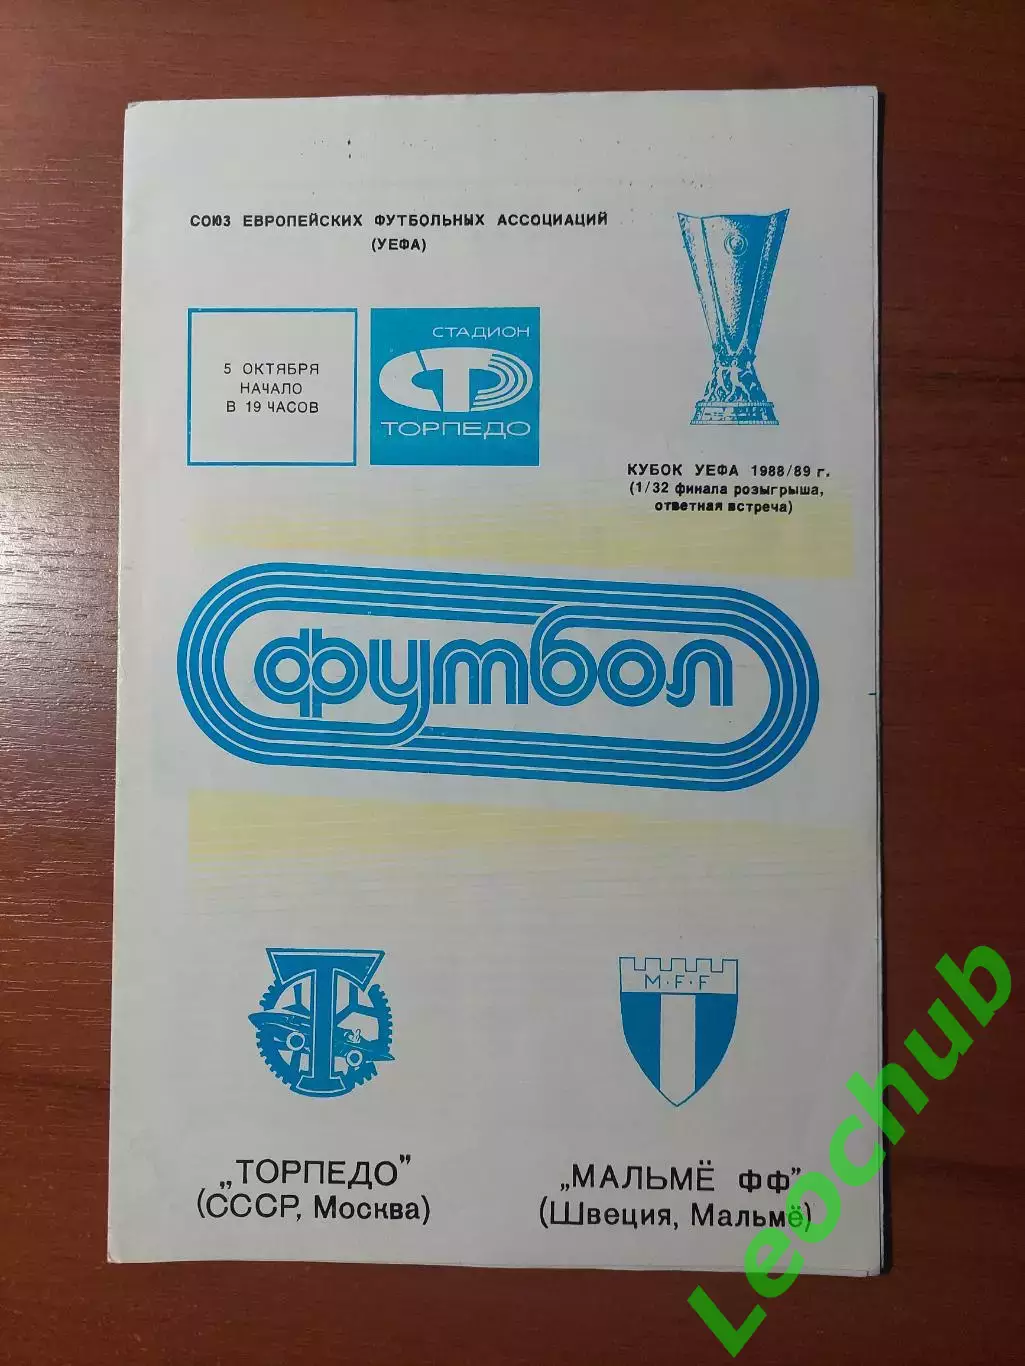 СОЮЗ ЕВРОПЕЙСКИХ ФУТБОЛЬНЫХ АССОЦИАЦИЙ
(УЕФА)
5 ОКТЯБРЯ
НАЧАЛО
В 19 ЧАСОВ
СТАДИОН
СТ
ТОРПЕДО
КУБОК УЕФА 1988/89 г.
(1/32 финала розыгрыша,
ответная встреча)
футбол
Т
M·F·F
„ТОРПЕДО"
(СССР, Москва)
„МАЛЬМЁ ФФ"
(Швеция, Мальмё)
Leochub